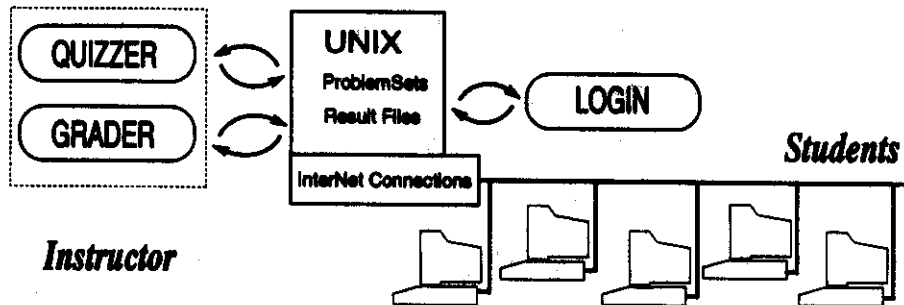 QUIZZER
GRADER
UNIX
ProblemSets
Result Files
InterNet Connections
LOGIN
Students
Instructor